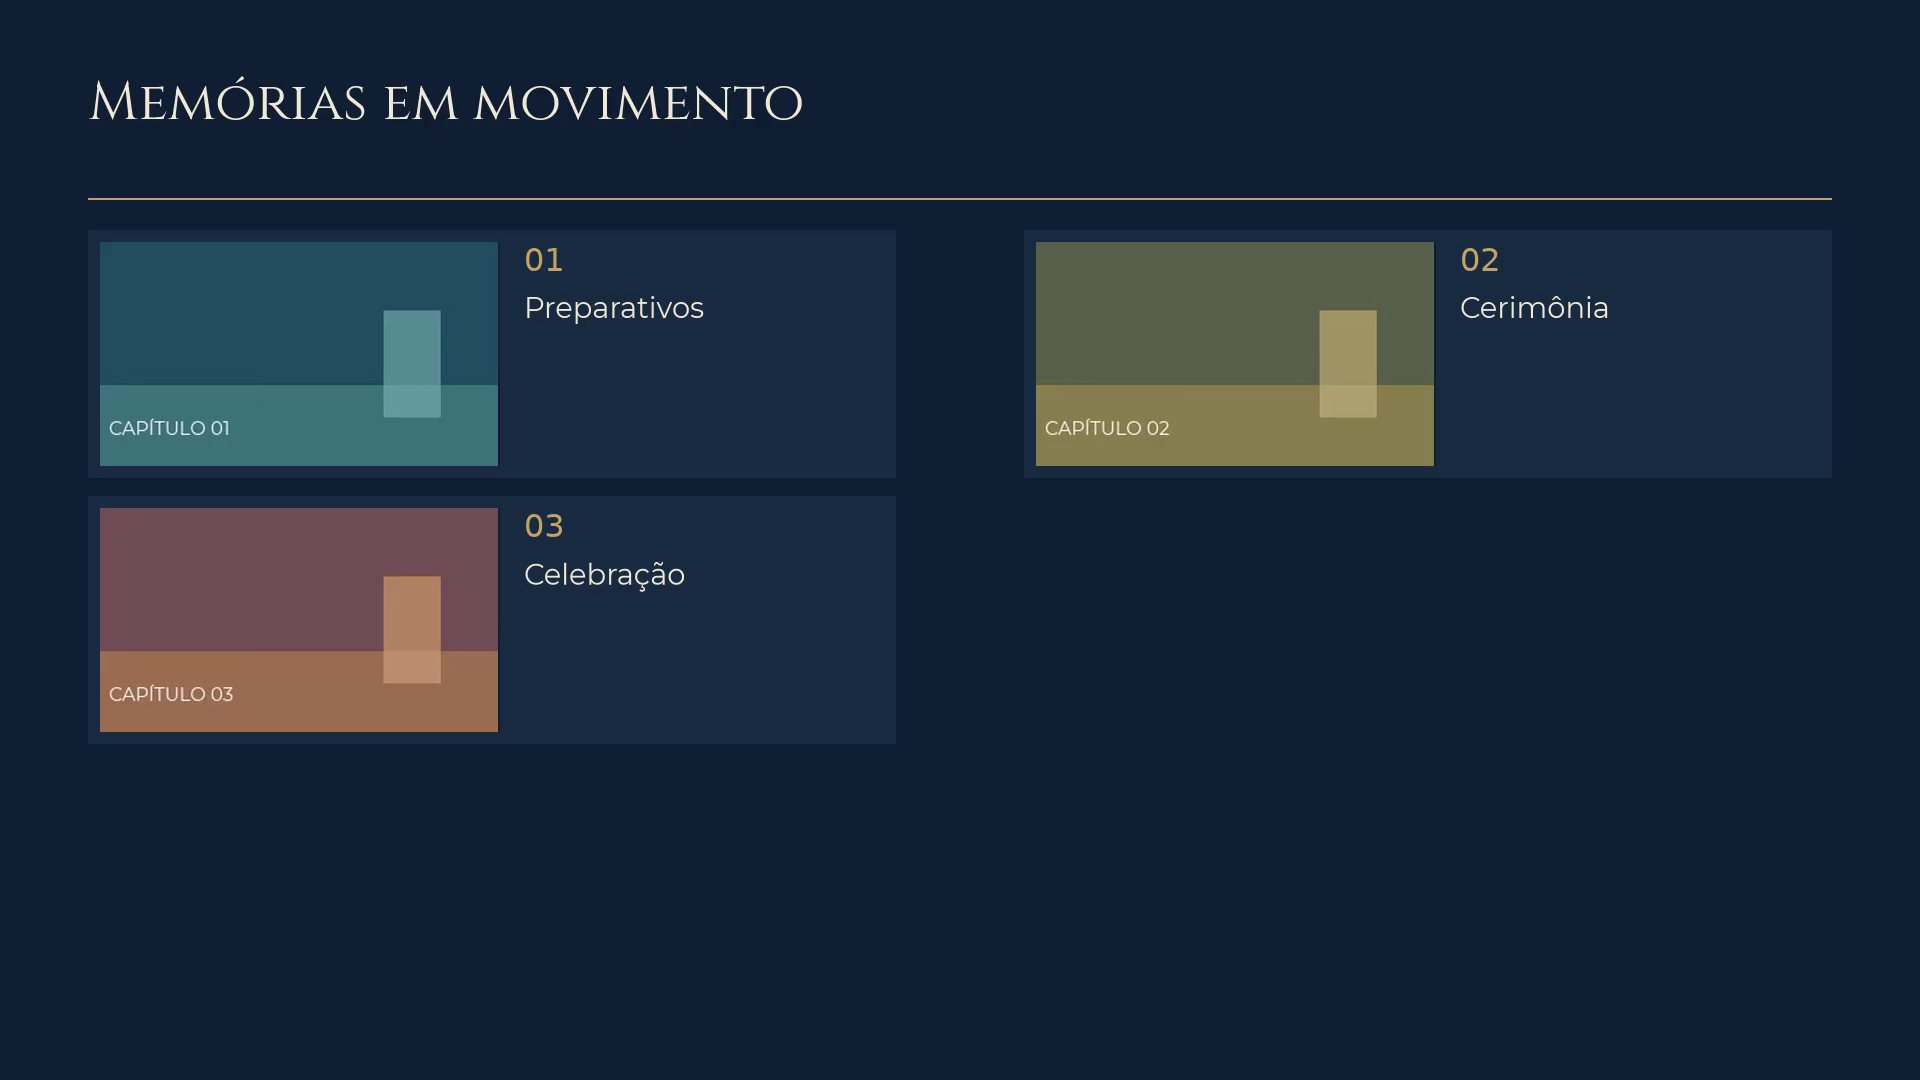 Memórias em movimento
01
Preparativos
CAPÍTULO 01
02
Cerimônia
CAPÍTULO 02
03
Celebração
CAPÍTULO 03